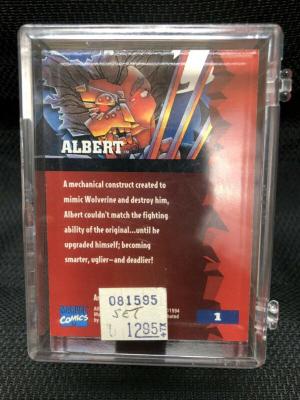 ALBERT
A mechanical construct created to
mimic Wolverine and destroy him,
Albert couldn't match the fighting
ability of the original...until he
upgraded himself; becoming
smarter, uglier–and deadlier!
MARVEL
COMICS
081595
SET
1295
+TX
1994
1